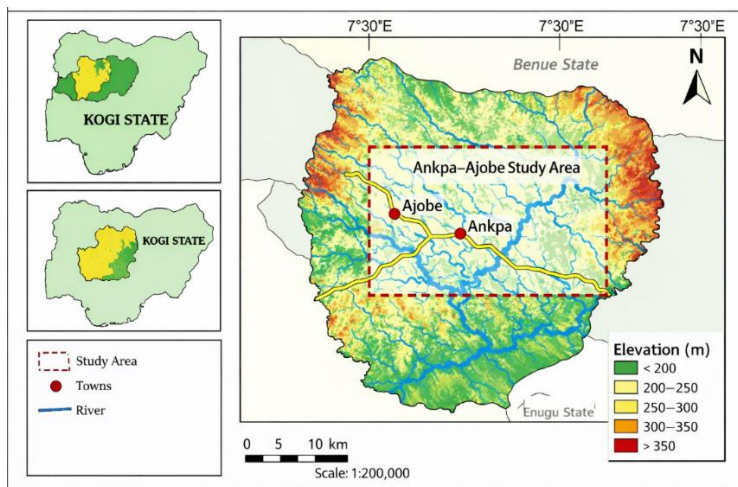 7°30'E
7°30"E
KOGI STATE
KOGI STATE
Study Area
Towns
River
Benue State
N
Ankpa–Ajobe Study Area
Ajobe
Ankpa
Enugu State
Elevation (m)
< 200
200–250
250–300
300–350
> 350
0 5 10 km
Scale: 1:200,000